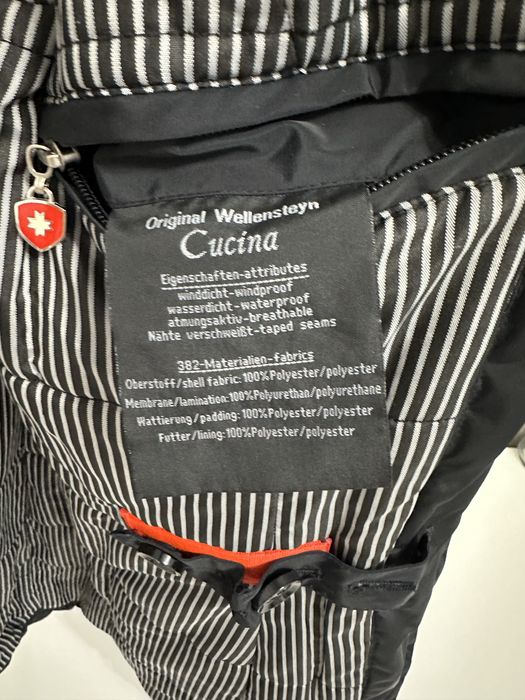 Original Wellensteyn
Cucina
Eigenschaften-attributes
winddicht-windproof
wasserdicht-waterproof
atmungsaktiv-breathable
Nähte verschweißt-taped seams
382-Materialien-fabrics
Oberstoff/shell fabric:100%Polyester/polyester
Membrane/lamination:100%Polyurethan/polyurethane
Wattierung/padding:100%Polyester/polyester
Futter/lining:100%Polyester/polyester